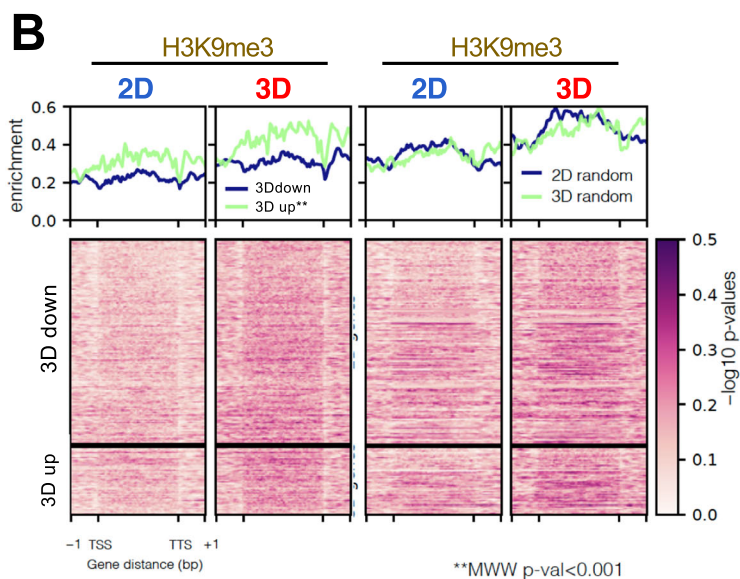 B
H3K9me3 H3K9me3
2D 3D 2D 3D
0.6
0.4
0.2
0.0
enrichment
3Ddown
3D up**
2D random
3D random
3D down
3D up
0.5
0.4
0.3
0.2
0.1
0.0
−log10 p-values
−1 TSS TTS +1
Gene distance (bp)
**MWW p-val<0.001